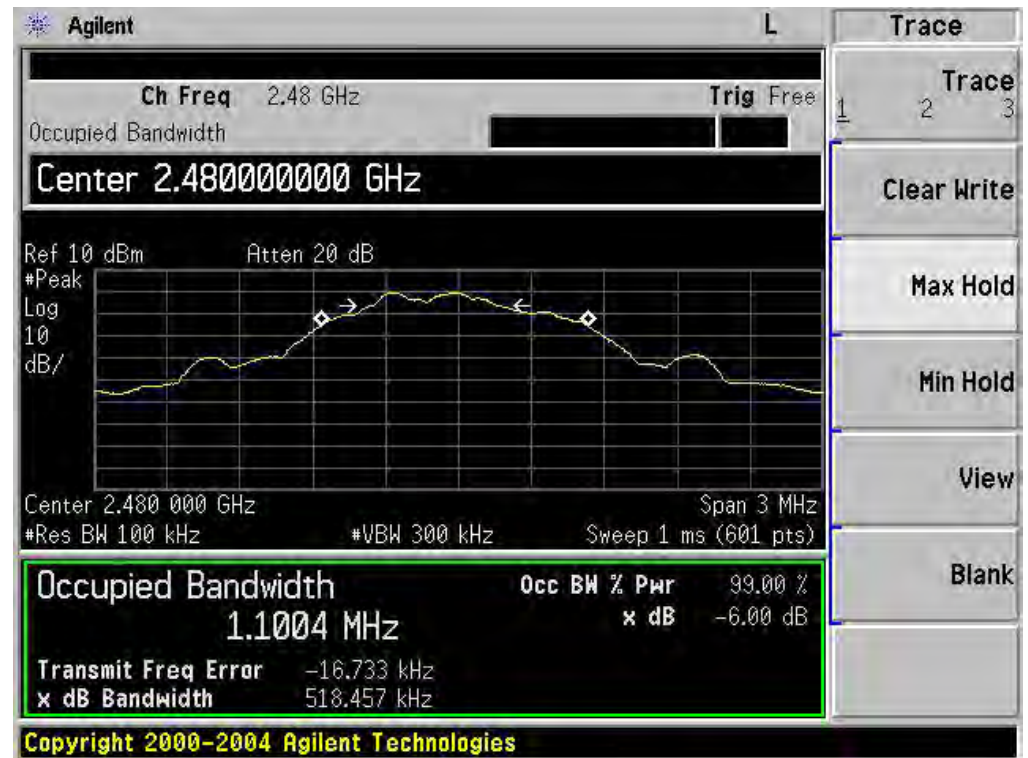 Agilent L Trace
Ch Freq 2.48 GHz Trig Free
Occupied Bandwidth
Center 2.480000000 GHz
Ref 10 dBm Atten 20 dB
#Peak
Log
10
dB/
Center 2.480 000 GHz Span 3 MHz
#Res BW 100 kHz #VBW 300 kHz Sweep 1 ms (601 pts)
Occupied Bandwidth Occ BW % Pwr 99.00 %
1.1004 MHz x dB -6.00 dB
Transmit Freq Error -16.733 kHz
x dB Bandwidth 518.457 kHz
Copyright 2000-2004 Agilent Technologies
Trace
1 2 3
Clear Write
Max Hold
Min Hold
View
Blank